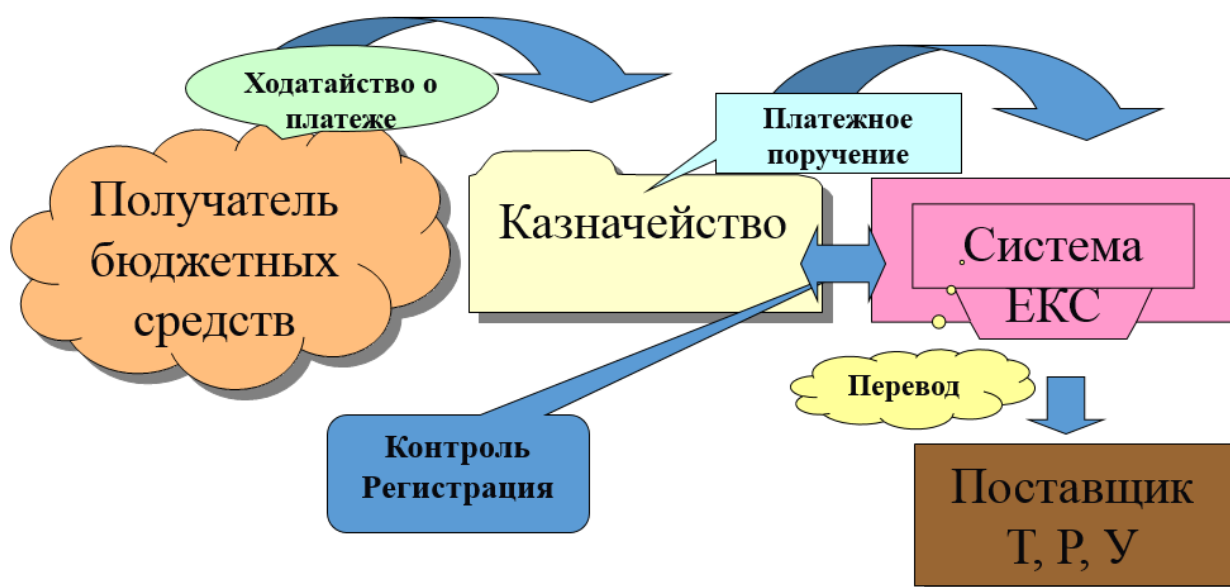 Ходатайство о
платеже
Платежное
поручение
Получатель
бюджетных
средств
Казначейство
Система
ЕКС
Перевод
Контроль
Регистрация
Поставщик
Т, Р, У